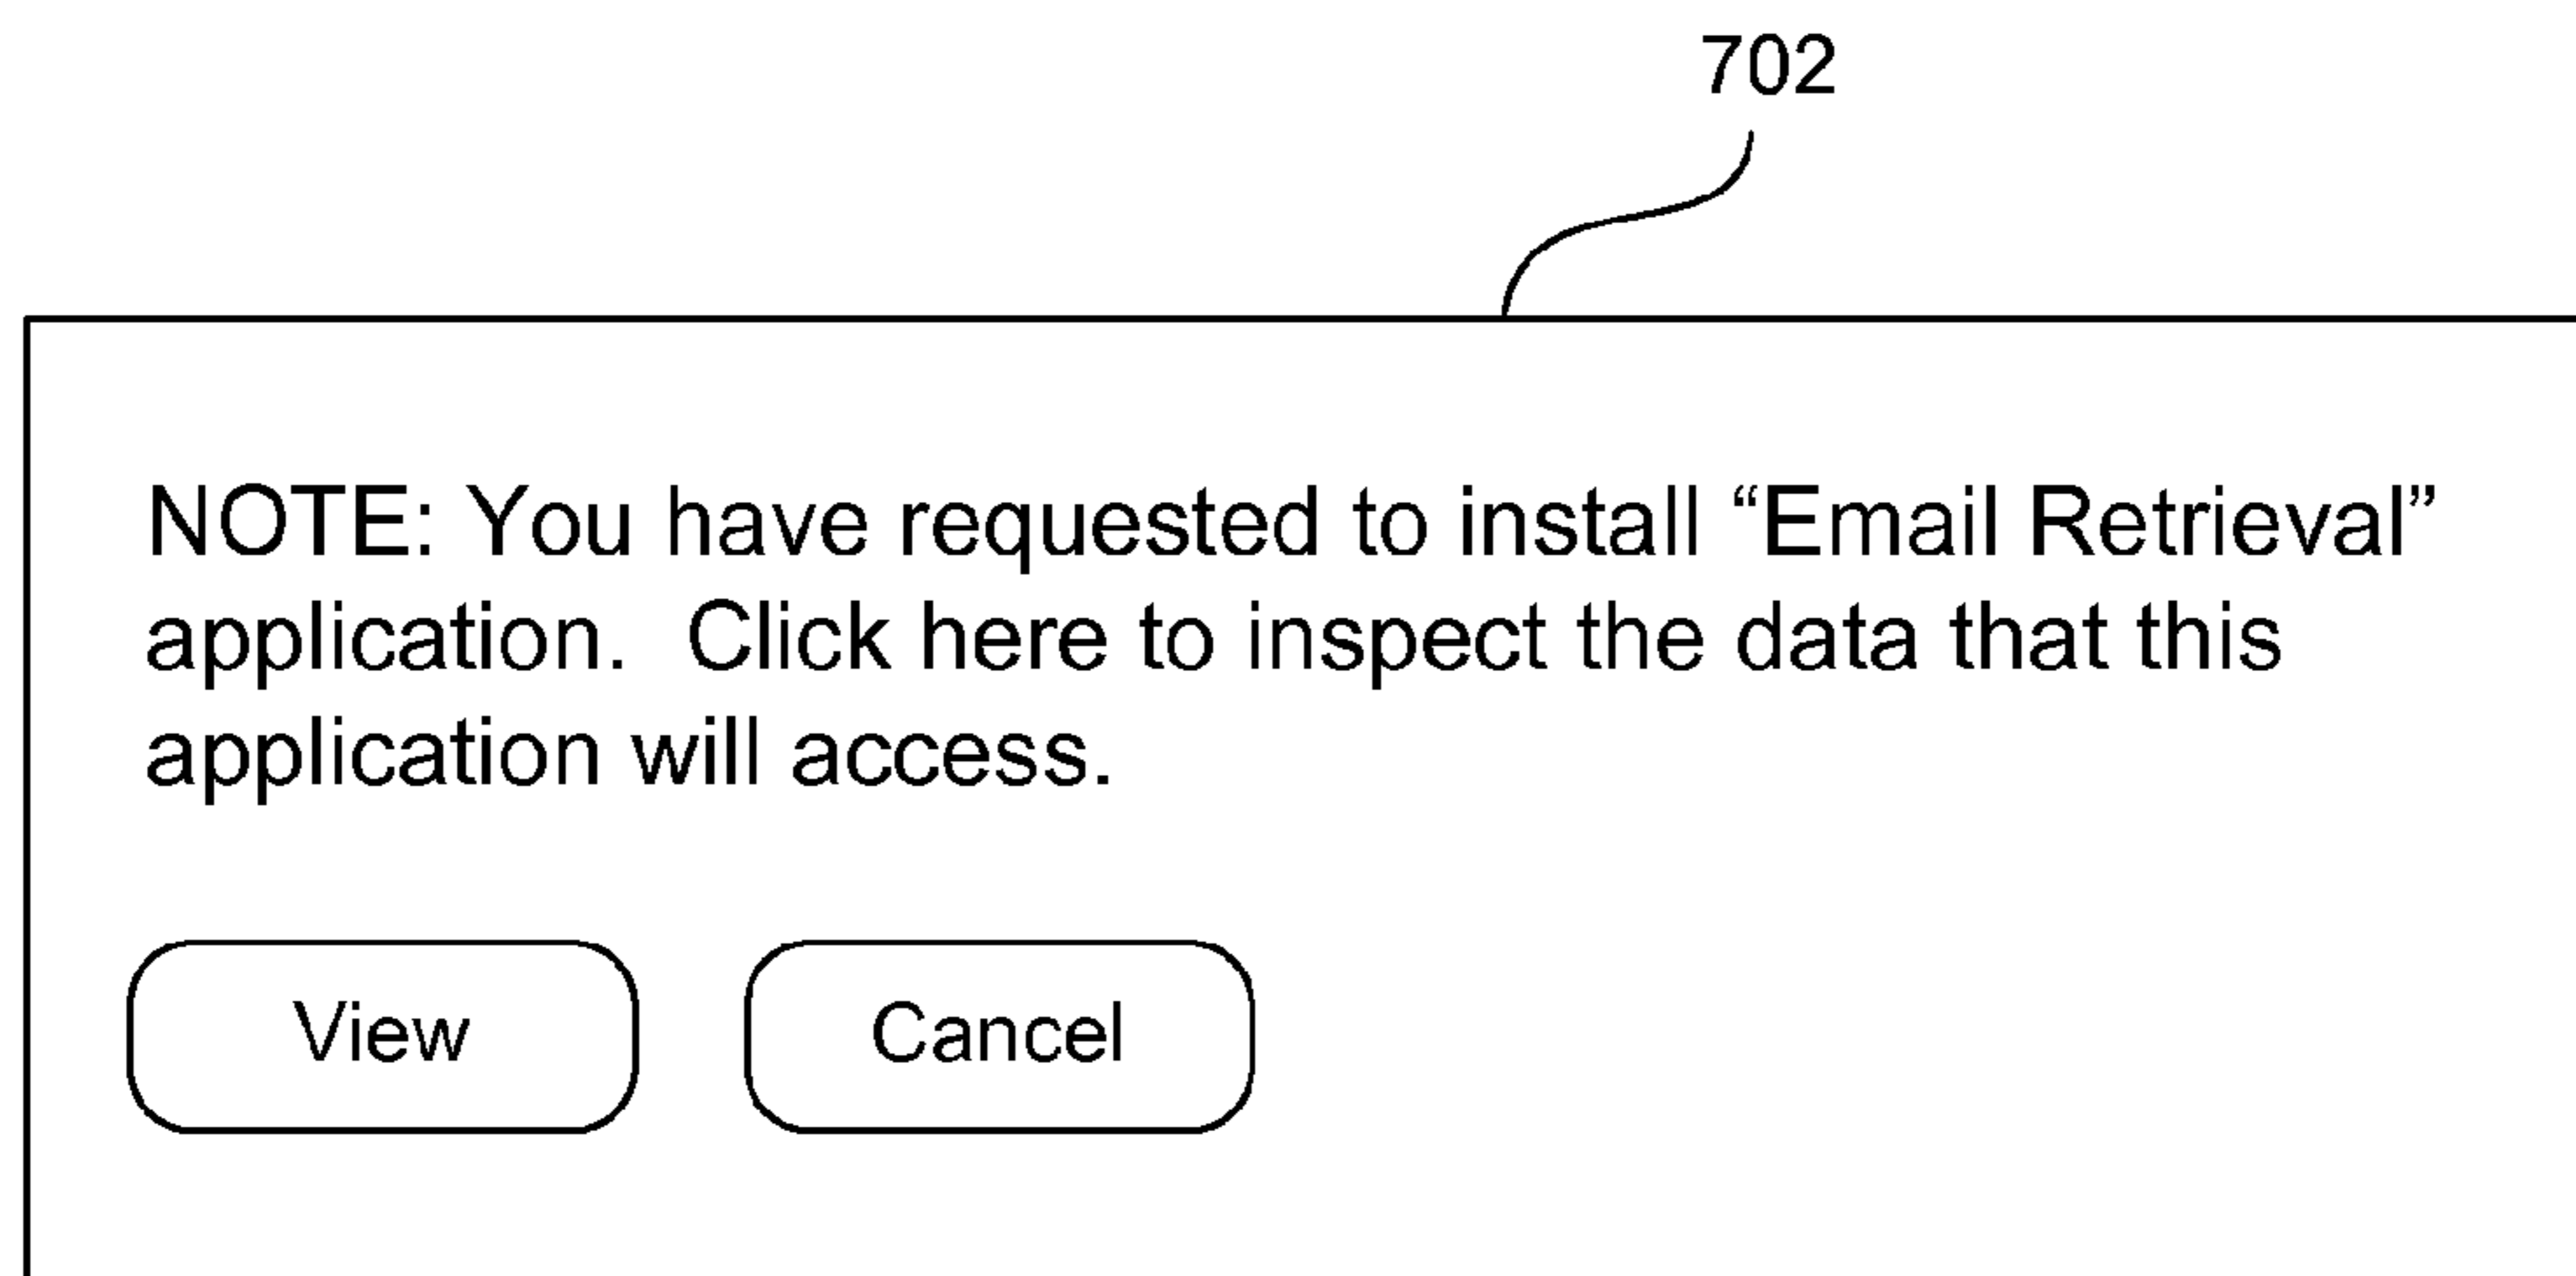 702
NOTE: You have requested to install “Email Retrieval”
application.  Click here to inspect the data that this
application will access.
View
Cancel